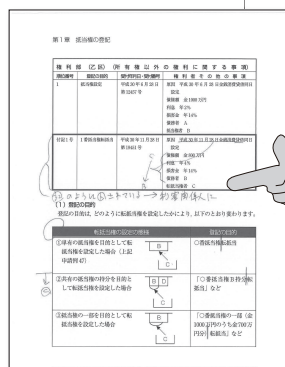 第1章 抵当権の登記
権利部(乙区)(所有権以外の権利に関する事項)
順位番号 登記の目的 受付年月日・受付番号 権利者その他の事項
1 抵当権設定 平成20年6月28日 原因 平成20年6月28日金銭消費貸借同日
第12457号 設定
債権額 金1000万円
利息 年3%
損害金 年14%
債務者 A
抵当権者 B
付記1号 1番抵当権転抵当 平成30年11月28日 原因 平成30年11月28日金銭消費貸借同日
第18451号 設定
債権額 金800万円
利息 年4%
損害金 年14%
債務者 B
転抵当権者 C
(1)登記の目的
登記の目的は、どのように転抵当権を設定したかにより、以下のとおり変わります。
転抵当権の設定の態様 登記の目的
①単有の抵当権を目的として転抵当権を設定した場合(上記申請例47)
B
C
○番抵当権転抵当
②共有の抵当権の持分を目的として転抵当権を設定した場合
B D
C
「○番抵当権B持分転抵当」など
③抵当権の一部を目的として転抵当権を設定した場合
B
C
「○番抵当権の一部(金1000万円のうち金700万円分)転抵当」など